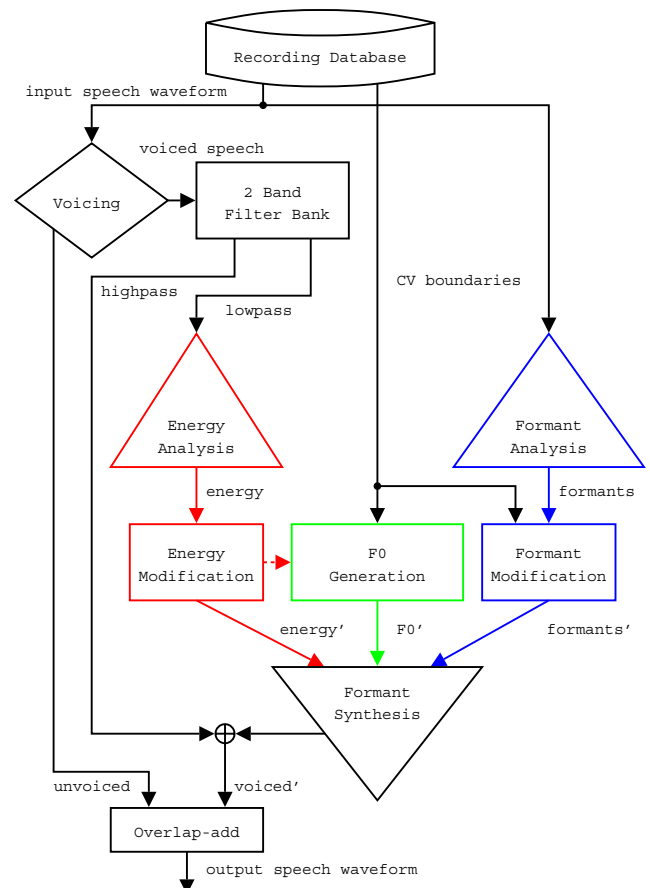 Recording Database
input speech waveform
voiced speech
Voicing
2 Band
Filter Bank
highpass
lowpass
CV boundaries
Energy
Analysis
Formant
Analysis
energy
formants
Energy
Modification
F0
Generation
Formant
Modification
energy'
F0'
formants'
Formant
Synthesis
unvoiced
voiced'
Overlap-add
output speech waveform